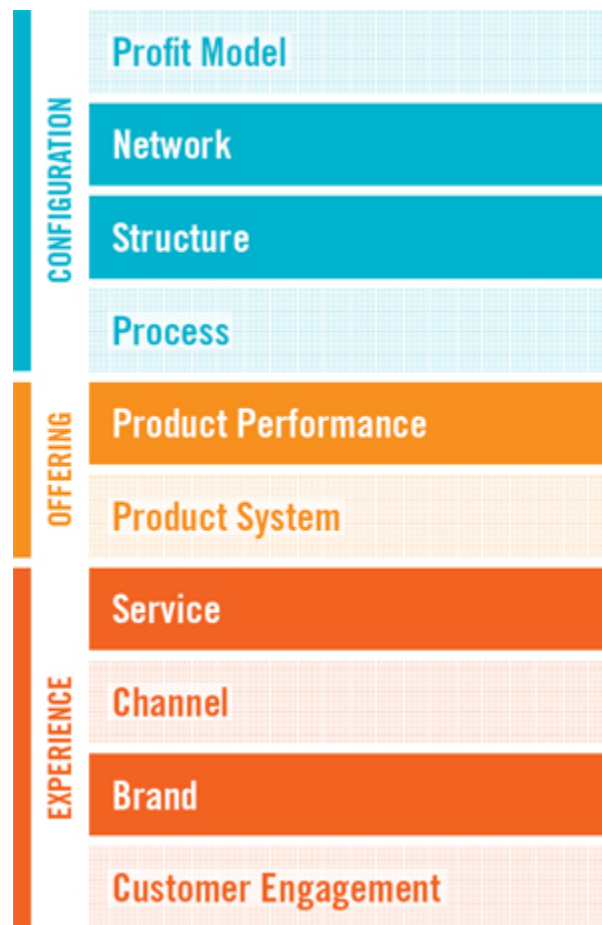 CONFIGURATION
Profit Model
Network
Structure
Process
OFFERING
Product Performance
Product System
EXPERIENCE
Service
Channel
Brand
Customer Engagement